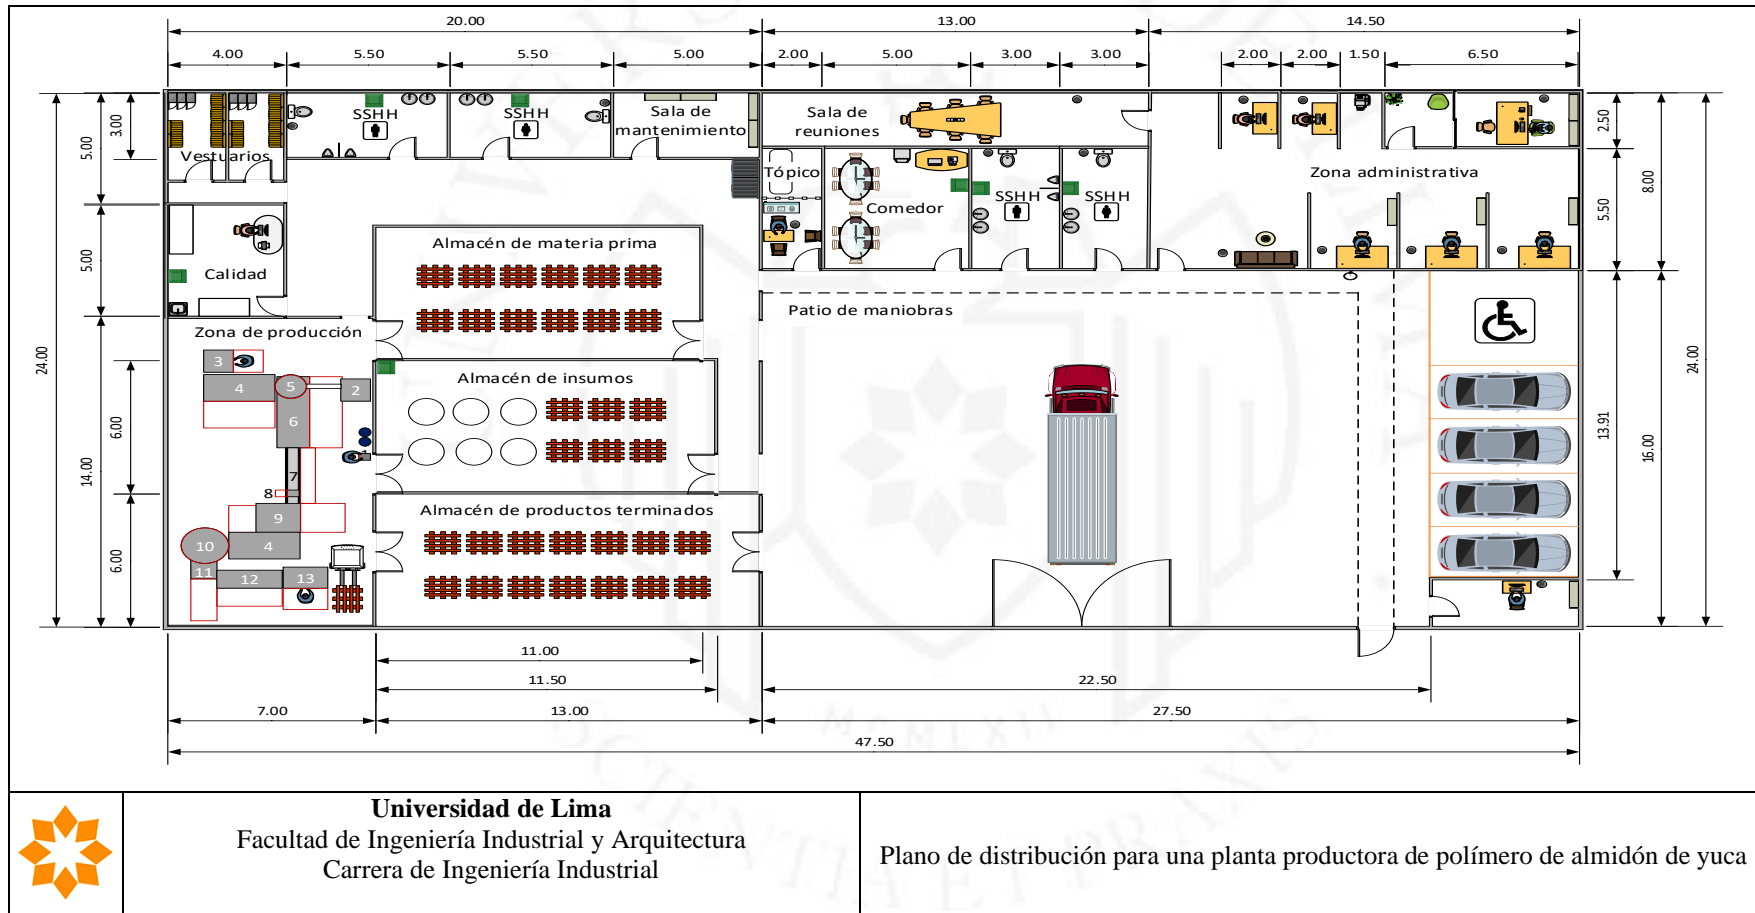 20.00
13.00
14.50
4.00
5.50
5.50
5.00
2.00
5.00
3.00
3.00
2.00
2.00
1.50
6.50
24.00
5.00
3.00
5.00
14.00
6.00
6.00
Vestuarios
SSHH
SSHH
Sala de
mantenimiento
Sala de
reuniones
Tópico
Comedor
SSHH
SSHH
Zona administrativa
2.50
5.50
8.00
24.00
13.91
16.00
Calidad
Almacén de materia prima
Zona de producción
Patio de maniobras
Almacén de insumos
Almacén de productos terminados
3
4
5
2
6
1
7
8
9
10
4
11
12
13
11.00
11.50
22.50
7.00
13.00
27.50
47.50
MCMLXII
SCIENTIA ET PRAXIS
Universidad de Lima
Facultad de Ingeniería Industrial y Arquitectura
Carrera de Ingeniería Industrial
Plano de distribución para una planta productora de polímero de almidón de yuca